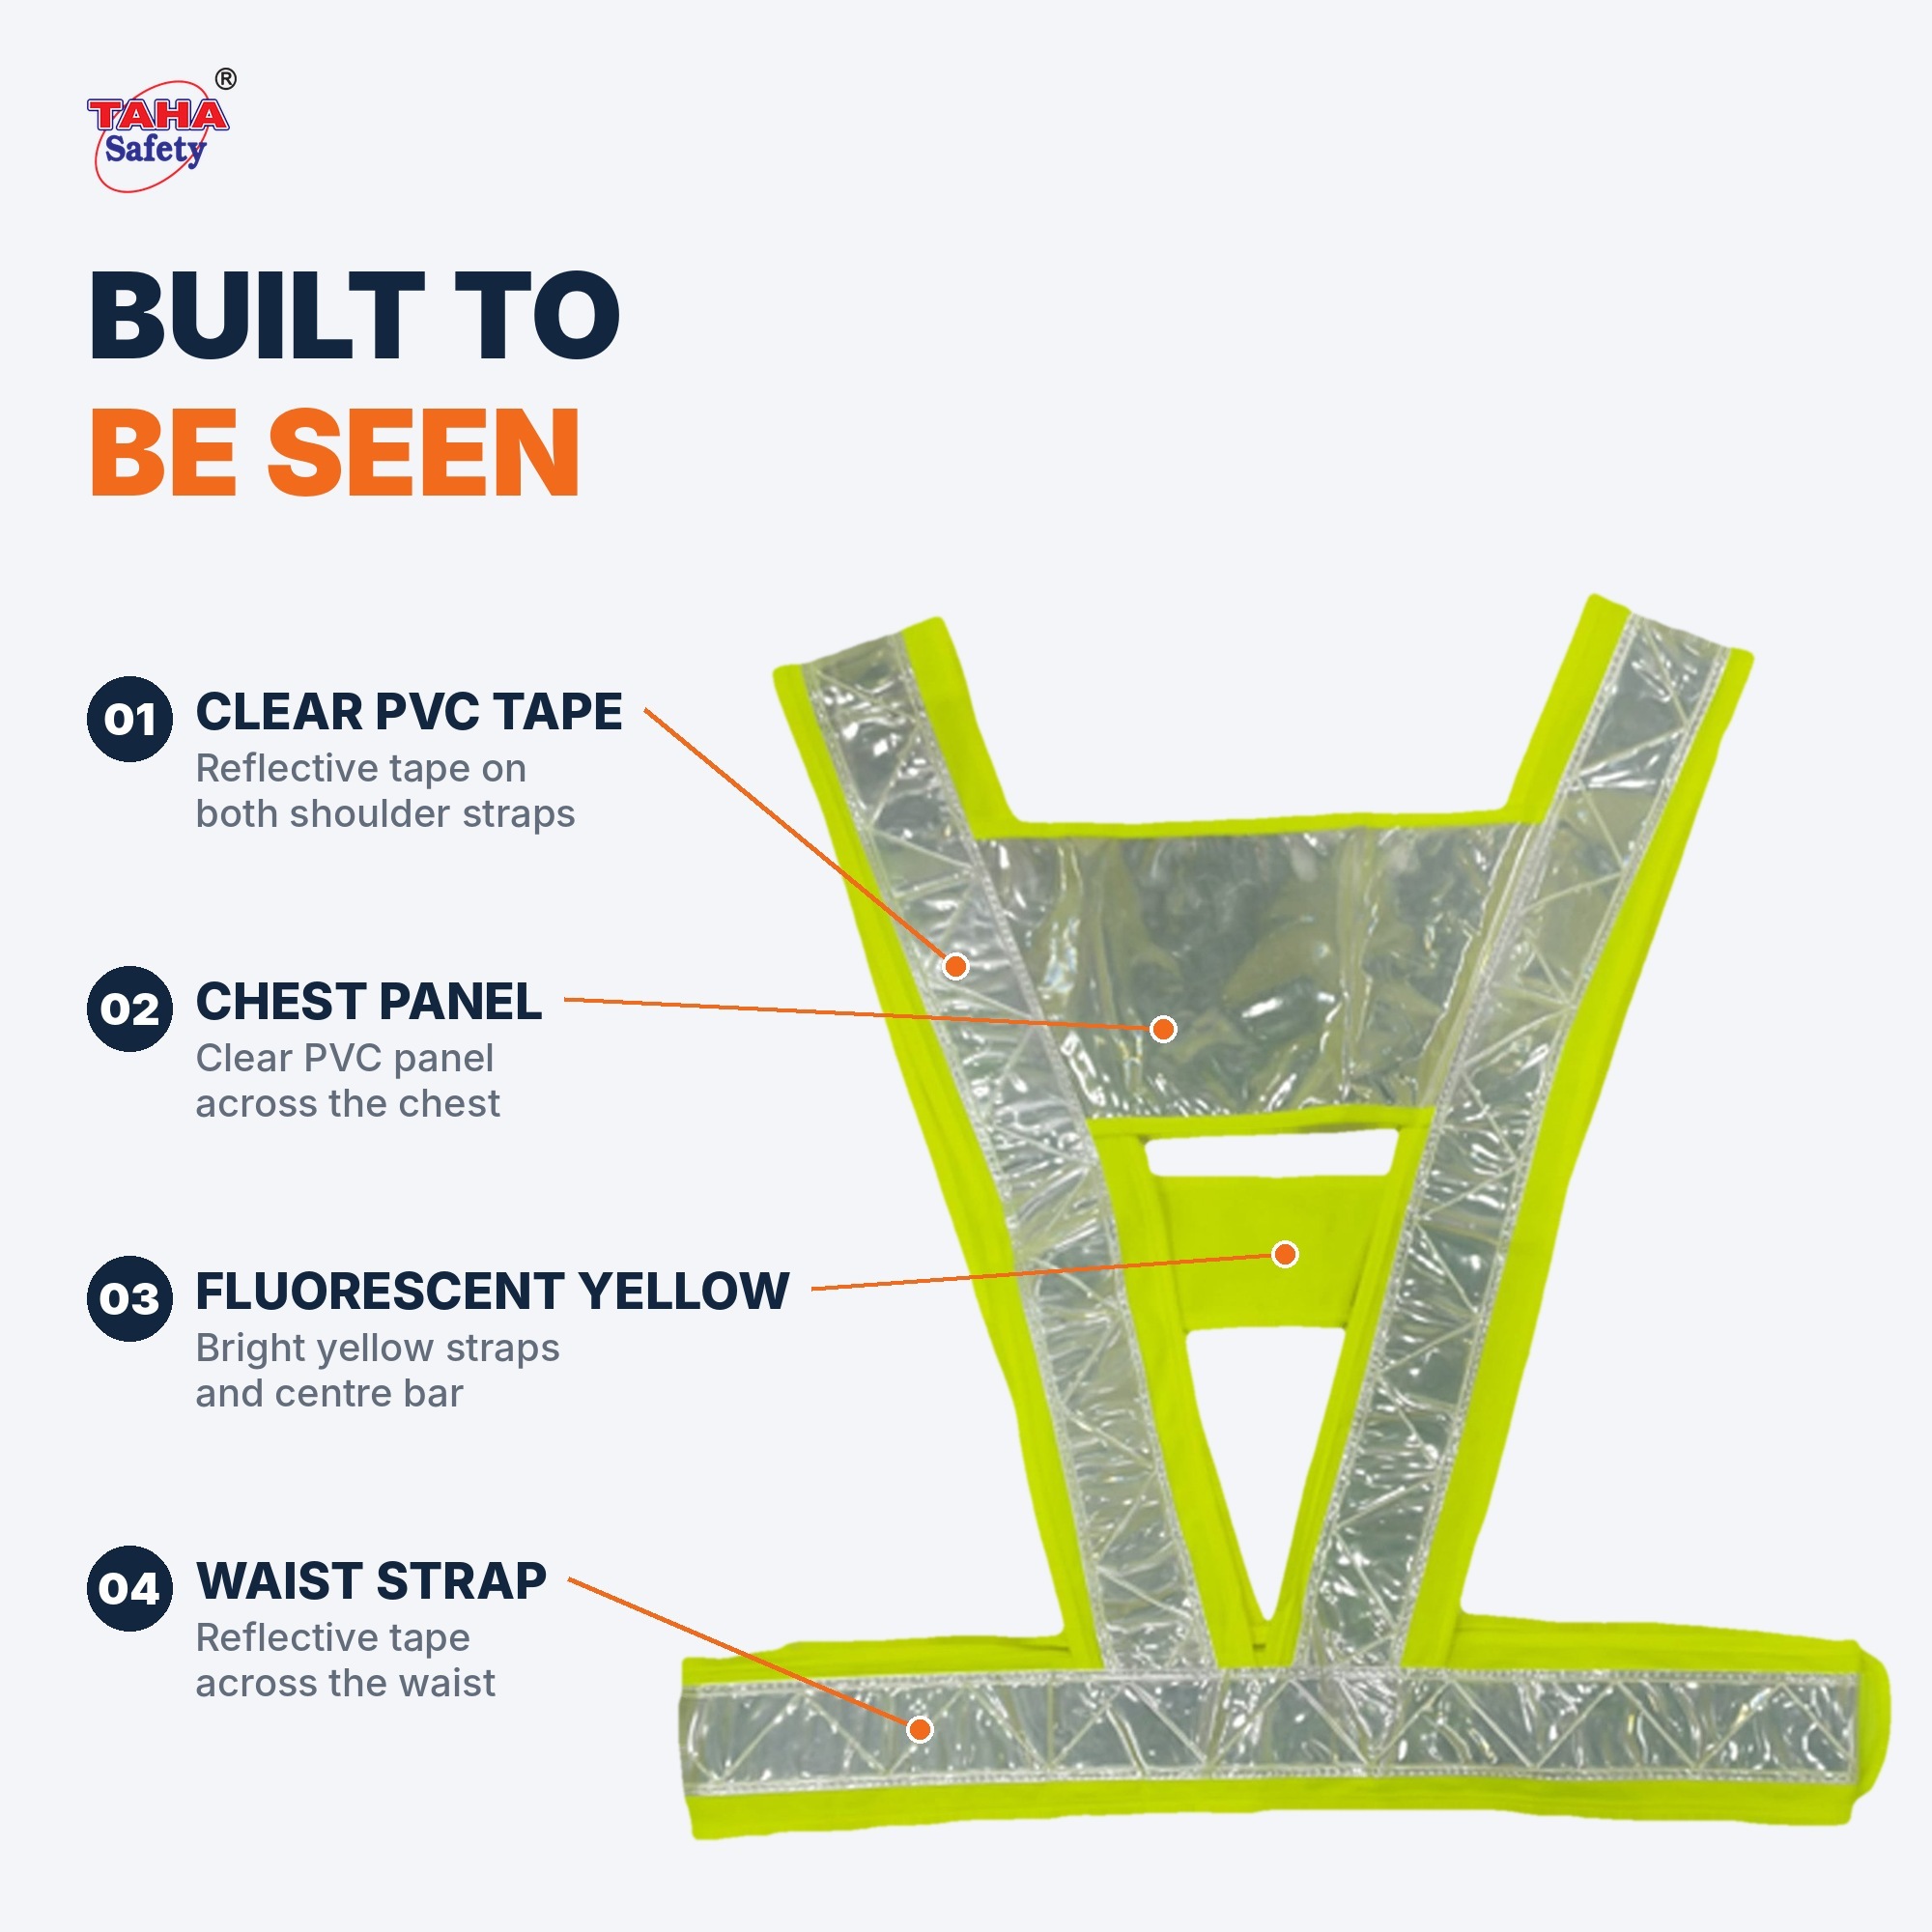 TAHA ®
Safety
BUILT TO
BE SEEN
01 CLEAR PVC TAPE
Reflective tape on
both shoulder straps
02 CHEST PANEL
Clear PVC panel
across the chest
03 FLUORESCENT YELLOW
Bright yellow straps
and centre bar
04 WAIST STRAP
Reflective tape
across the waist